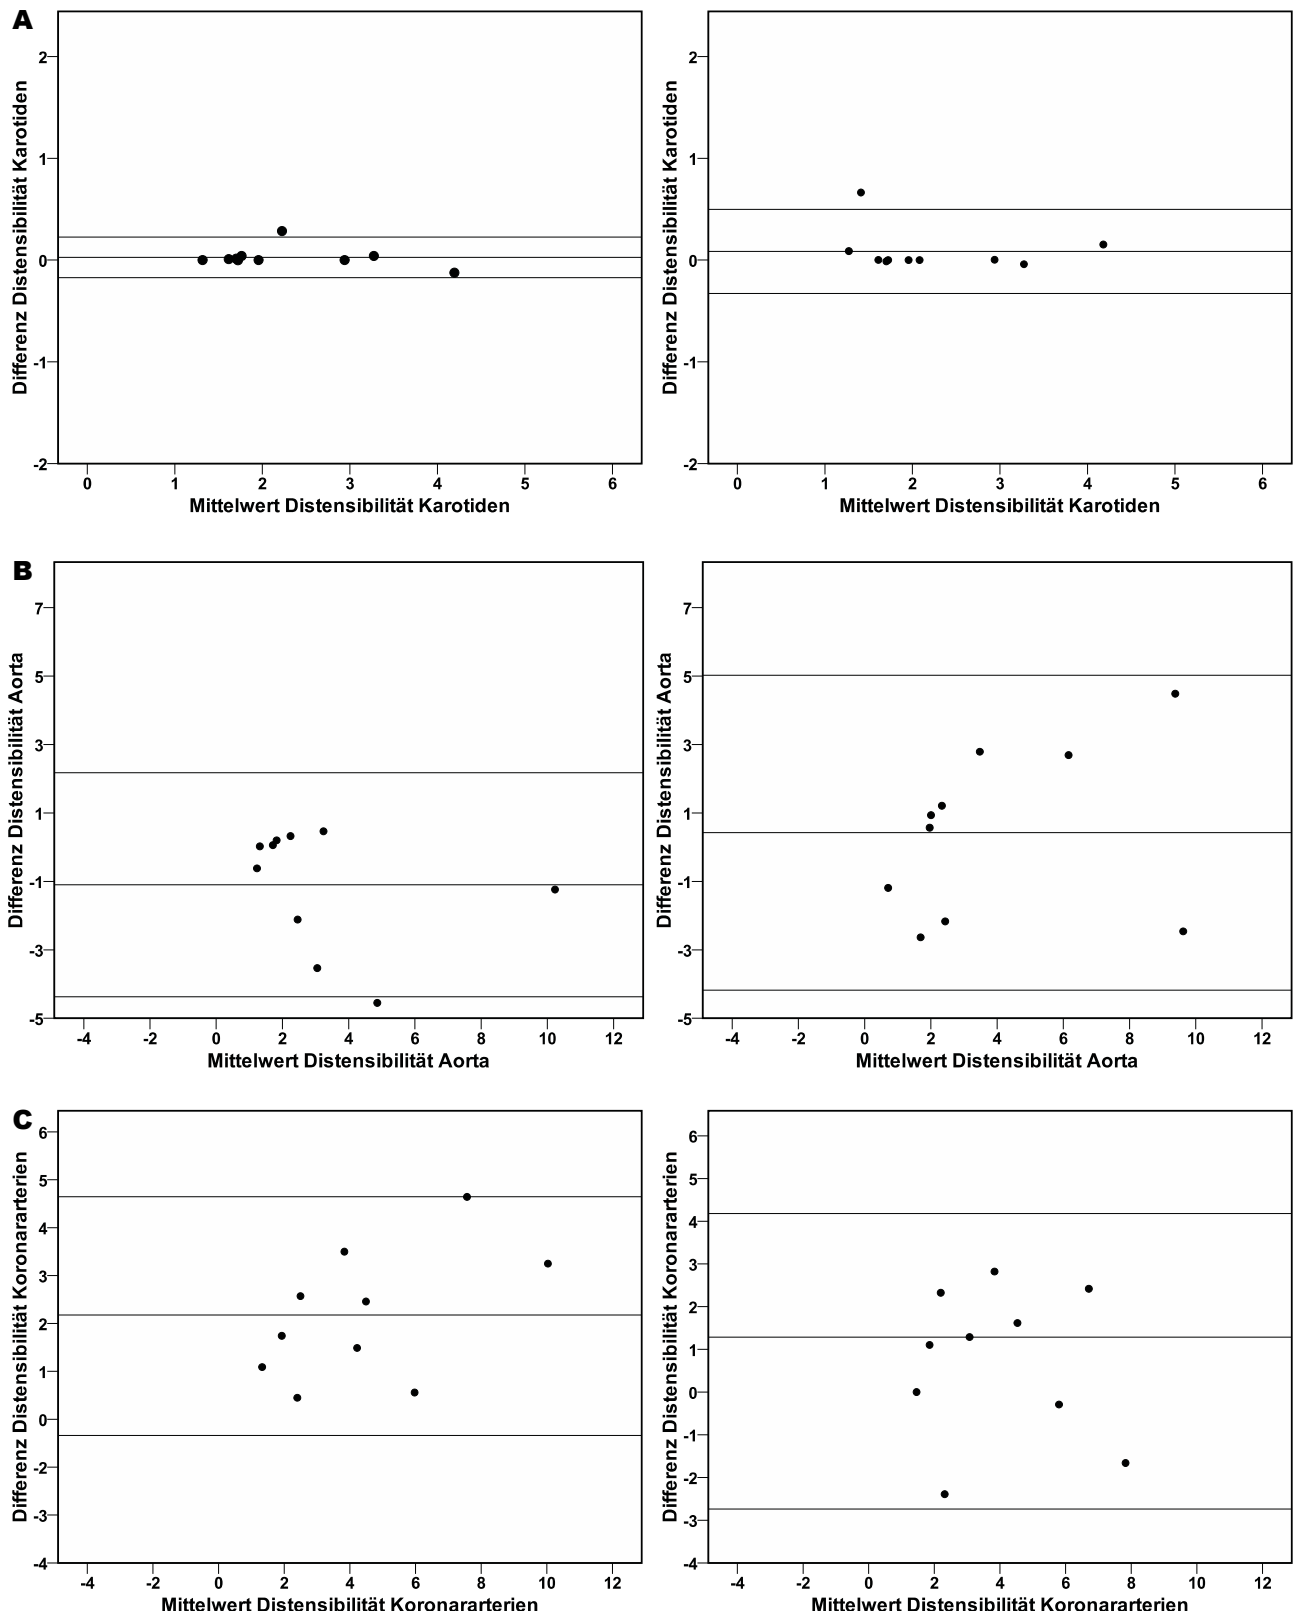 A
Differenz Distensibilität Karotiden
2
1
0
-1
-2
0 1 2 3 4 5 6
Mittelwert Distensibilität Karotiden
Differenz Distensibilität Karotiden
2
1
0
-1
-2
0 1 2 3 4 5 6
Mittelwert Distensibilität Karotiden
B
Differenz Distensibilität Aorta
7
5
3
1
-1
-3
-5
-4 -2 0 2 4 6 8 10 12
Mittelwert Distensibilität Aorta
Differenz Distensibilität Aorta
7
5
3
1
-1
-3
-5
-4 -2 0 2 4 6 8 10 12
Mittelwert Distensibilität Aorta
C
Differenz Distensibilität Koronararterien
6
5
4
3
2
1
0
-2
-3
-4
-4 -2 0 2 4 6 8 10 12
Mittelwert Distensibilität Koronararterien
Differenz Distensibilität Koronararterien
6
5
4
3
2
1
0
-1
-2
-3
-4
-4 -2 0 2 4 6 8 10 12
Mittelwert Distensibilität Koronararterien